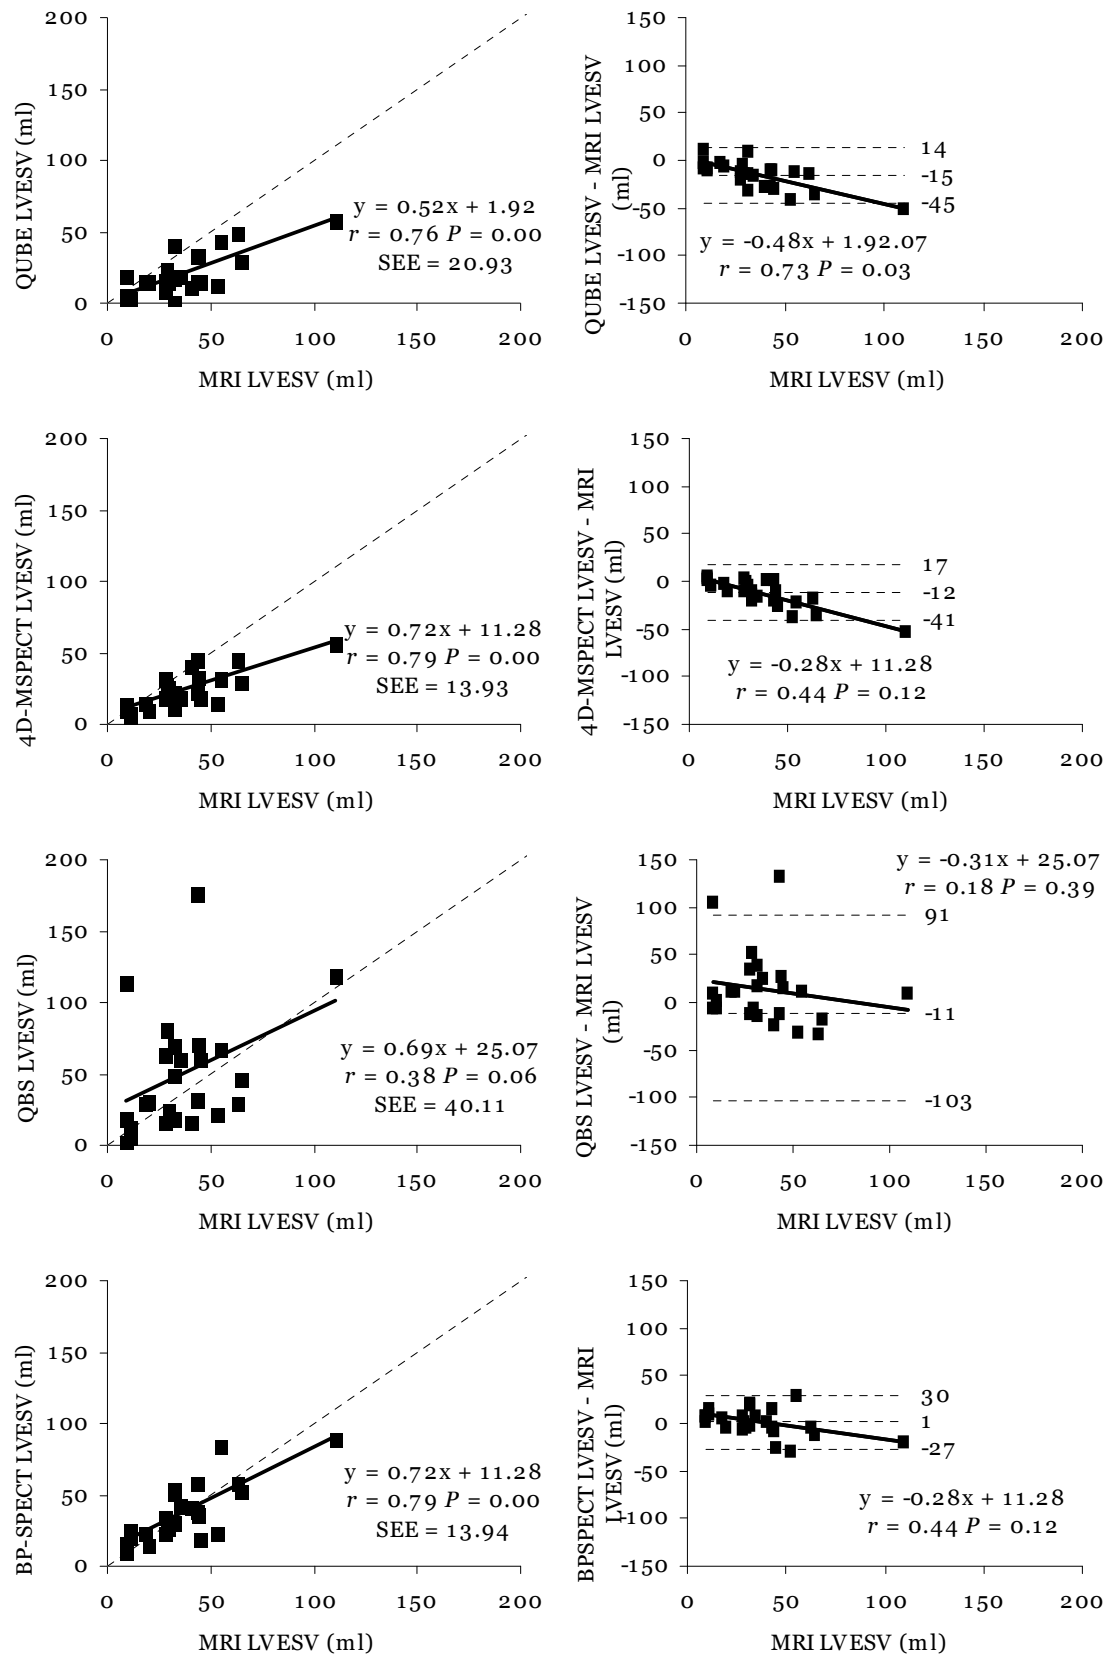 200
150
100
50
0
QUBE LVESV (ml)
y = 0.52x + 1.92
r = 0.76 P = 0.00
SEE = 20.93
0 50 100 150 200
MRI LVESV (ml)
150
100
50
0
-50
-100
-150
QUBE LVESV - MRI LVESV
(ml)
14
-15
-45
y = -0.48x + 1.92.07
r = 0.73 P = 0.03
0 50 100 150 200
MRI LVESV (ml)
200
150
100
50
0
4D-MSPECT LVESV (ml)
y = 0.72x + 11.28
r = 0.79 P = 0.00
SEE = 13.93
0 50 100 150 200
MRI LVESV (ml)
150
100
50
0
-50
-100
-150
4D-MSPECT LVESV - MRI
LVESV (ml)
17
-12
-41
y = -0.28x + 11.28
r = 0.44 P = 0.12
0 50 100 150 200
MRI LVESV (ml)
200
150
100
50
0
QBS LVESV (ml)
y = 0.69x + 25.07
r = 0.38 P = 0.06
SEE = 40.11
0 50 100 150 200
MRI LVESV (ml)
150
100
50
0
-50
-100
-150
QBS LVESV - MRI LVESV
(ml)
y = -0.31x + 25.07
r = 0.18 P = 0.39
91
-11
-103
0 50 100 150 200
MRI LVESV (ml)
200
150
100
50
0
BP-SPECT LVESV (ml)
y = 0.72x + 11.28
r = 0.79 P = 0.00
SEE = 13.94
0 50 100 150 200
MRI LVESV (ml)
150
100
50
0
-50
-100
-150
BPSPECT LVESV - MRI
LVESV (ml)
30
1
-27
y = -0.28x + 11.28
r = 0.44 P = 0.12
0 50 100 150 200
MRI LVESV (ml)